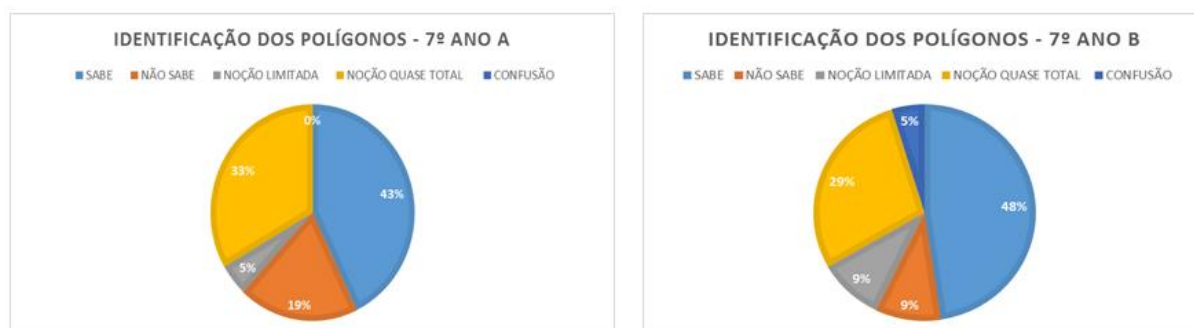 IDENTIFICAÇÃO DOS POLÍGONOS - 7º ANO A
SABE NÃO SABE NOÇÃO LIMITADA NOÇÃO QUASE TOTAL CONFUSÃO
0%
33%
43%
5%
19%
IDENTIFICAÇÃO DOS POLÍGONOS - 7º ANO B
SABE NÃO SABE NOÇÃO LIMITADA NOÇÃO QUASE TOTAL CONFUSÃO
5%
29%
48%
9%
9%